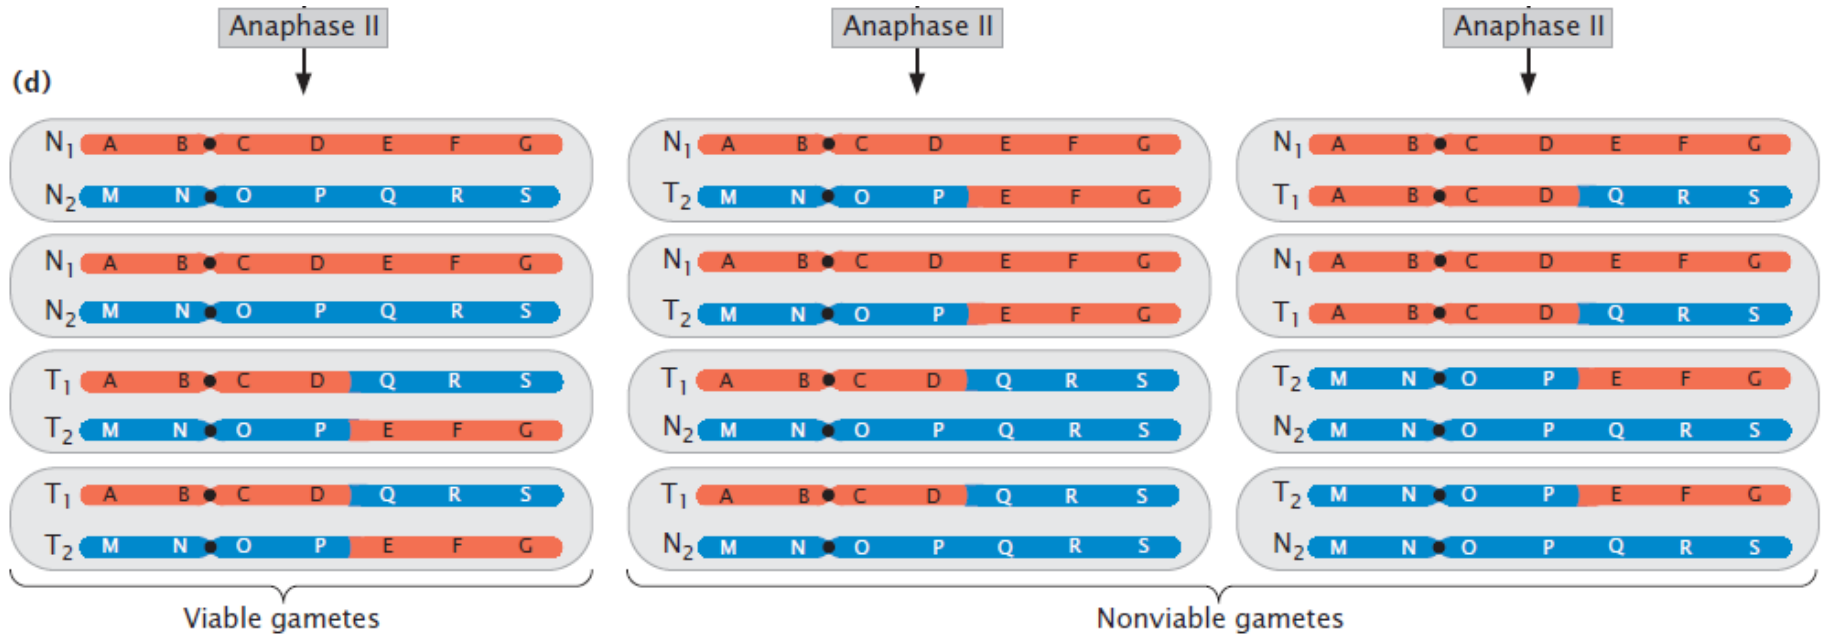 Anaphase II Anaphase II Anaphase II
(d)
N1 A B C D E F G
N2 M N O P Q R S
N1 A B C D E F G
N2 M N O P Q R S
T1 A B C D Q R S
T2 M N O P E F G
T1 A B C D Q R S
T2 M N O P E F G
Viable gametes
N1 A B C D E F G
T2 M N O P E F G
N1 A B C D E F G
T2 M N O P E F G
T1 A B C D Q R S
N2 M N O P Q R S
T1 A B C D Q R S
N2 M N O P Q R S
N1 A B C D E F G
T1 A B C D Q R S
N1 A B C D E F G
T1 A B C D Q R S
T2 M N O P E F G
N2 M N O P Q R S
T2 M N O P E F G
N2 M N O P Q R S
Nonviable gametes